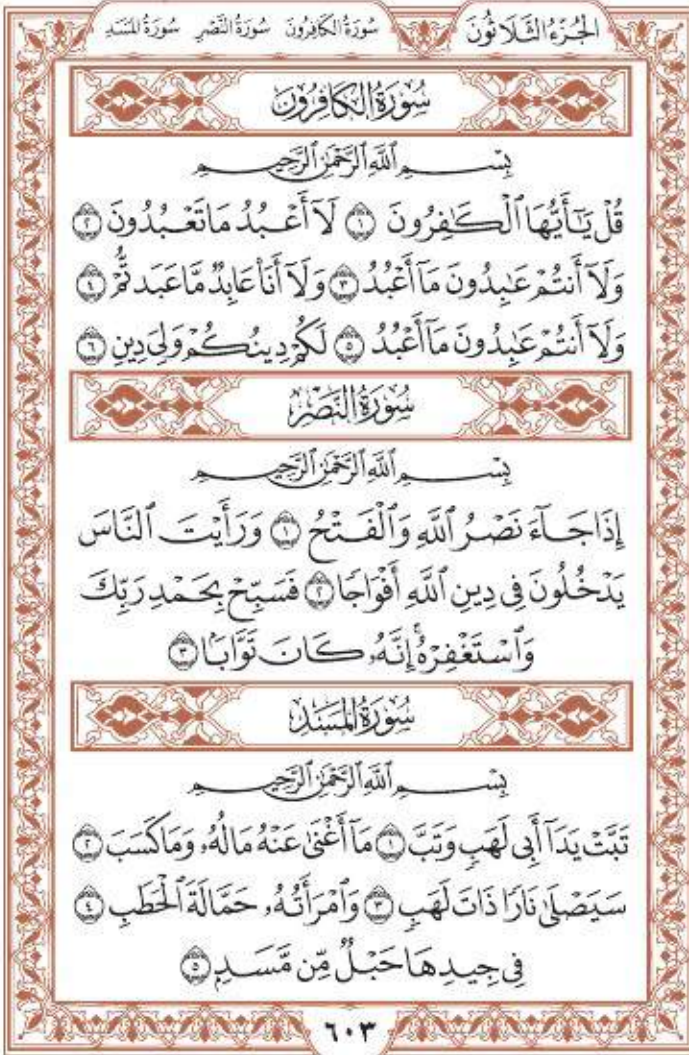 الجُزْءُ الثَّلَاثُونَ سُورَةُ الكَافِرُونَ سُورَةُ النَّصْرِ سُورَةُ المَسَدِ
سُورَةُ الكَافِرُونَ
بِسْمِ ٱللَّهِ ٱلرَّحْمَٰنِ ٱلرَّحِيمِ
قُلْ يَٰٓأَيُّهَا ٱلْكَٰفِرُونَ ١ لَآ أَعْبُدُ مَا تَعْبُدُونَ ٢
وَلَآ أَنتُمْ عَٰبِدُونَ مَآ أَعْبُدُ ٣ وَلَآ أَنَا۠ عَابِدٌ مَّا عَبَدتُّمْ ٤
وَلَآ أَنتُمْ عَٰبِدُونَ مَآ أَعْبُدُ ٥ لَكُمْ دِينُكُمْ وَلِىَ دِينِ ٦
سُورَةُ النَّصْرِ
بِسْمِ ٱللَّهِ ٱلرَّحْمَٰنِ ٱلرَّحِيمِ
إِذَا جَآءَ نَصْرُ ٱللَّهِ وَٱلْفَتْحُ ١ وَرَأَيْتَ ٱلنَّاسَ
يَدْخُلُونَ فِى دِينِ ٱللَّهِ أَفْوَاجًا ٢ فَسَبِّحْ بِحَمْدِ رَبِّكَ
وَٱسْتَغْفِرْهُ ۚ إِنَّهُۥ كَانَ تَوَّابًۢا ٣
سُورَةُ المَسَدِ
بِسْمِ ٱللَّهِ ٱلرَّحْمَٰنِ ٱلرَّحِيمِ
تَبَّتْ يَدَآ أَبِى لَهَبٍ وَتَبَّ ١ مَآ أَغْنَىٰ عَنْهُ مَالُهُۥ وَمَا كَسَبَ ٢
سَيَصْلَىٰ نَارًا ذَاتَ لَهَبٍ ٣ وَٱمْرَأَتُهُۥ حَمَّالَةَ ٱلْحَطَبِ ٤
فِى جِيدِهَا حَبْلٌ مِّن مَّسَدٍۭ ٥
٦٠٣